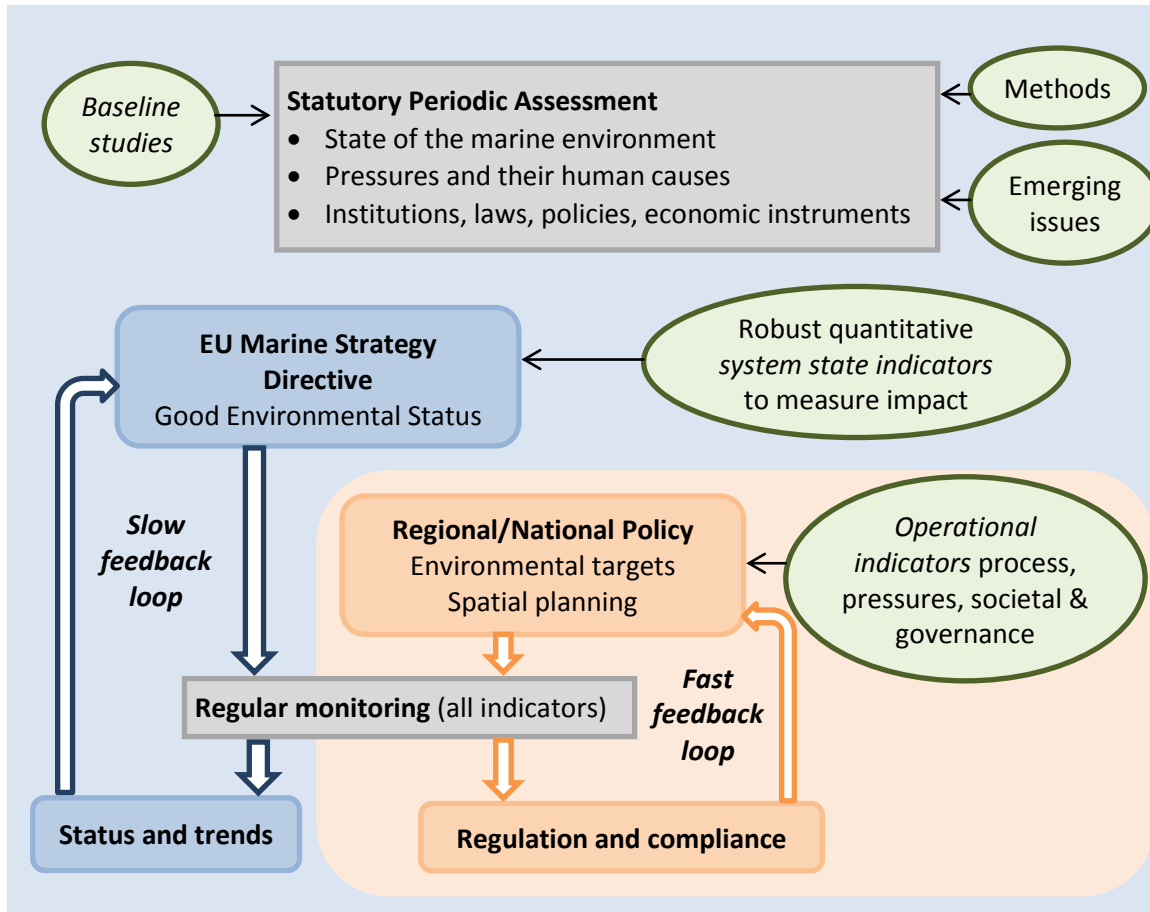 Baseline
studies
Statutory Periodic Assessment
• State of the marine environment
• Pressures and their human causes
• Institutions, laws, policies, economic instruments
Methods
Emerging
issues
EU Marine Strategy
Directive
Good Environmental Status
Robust quantitative
system state indicators
to measure impact
Slow
feedback
loop
Regional/National Policy
Environmental targets
Spatial planning
Operational
indicators process,
pressures, societal &
governance
Regular monitoring (all indicators)
Fast
feedback
loop
Status and trends
Regulation and compliance